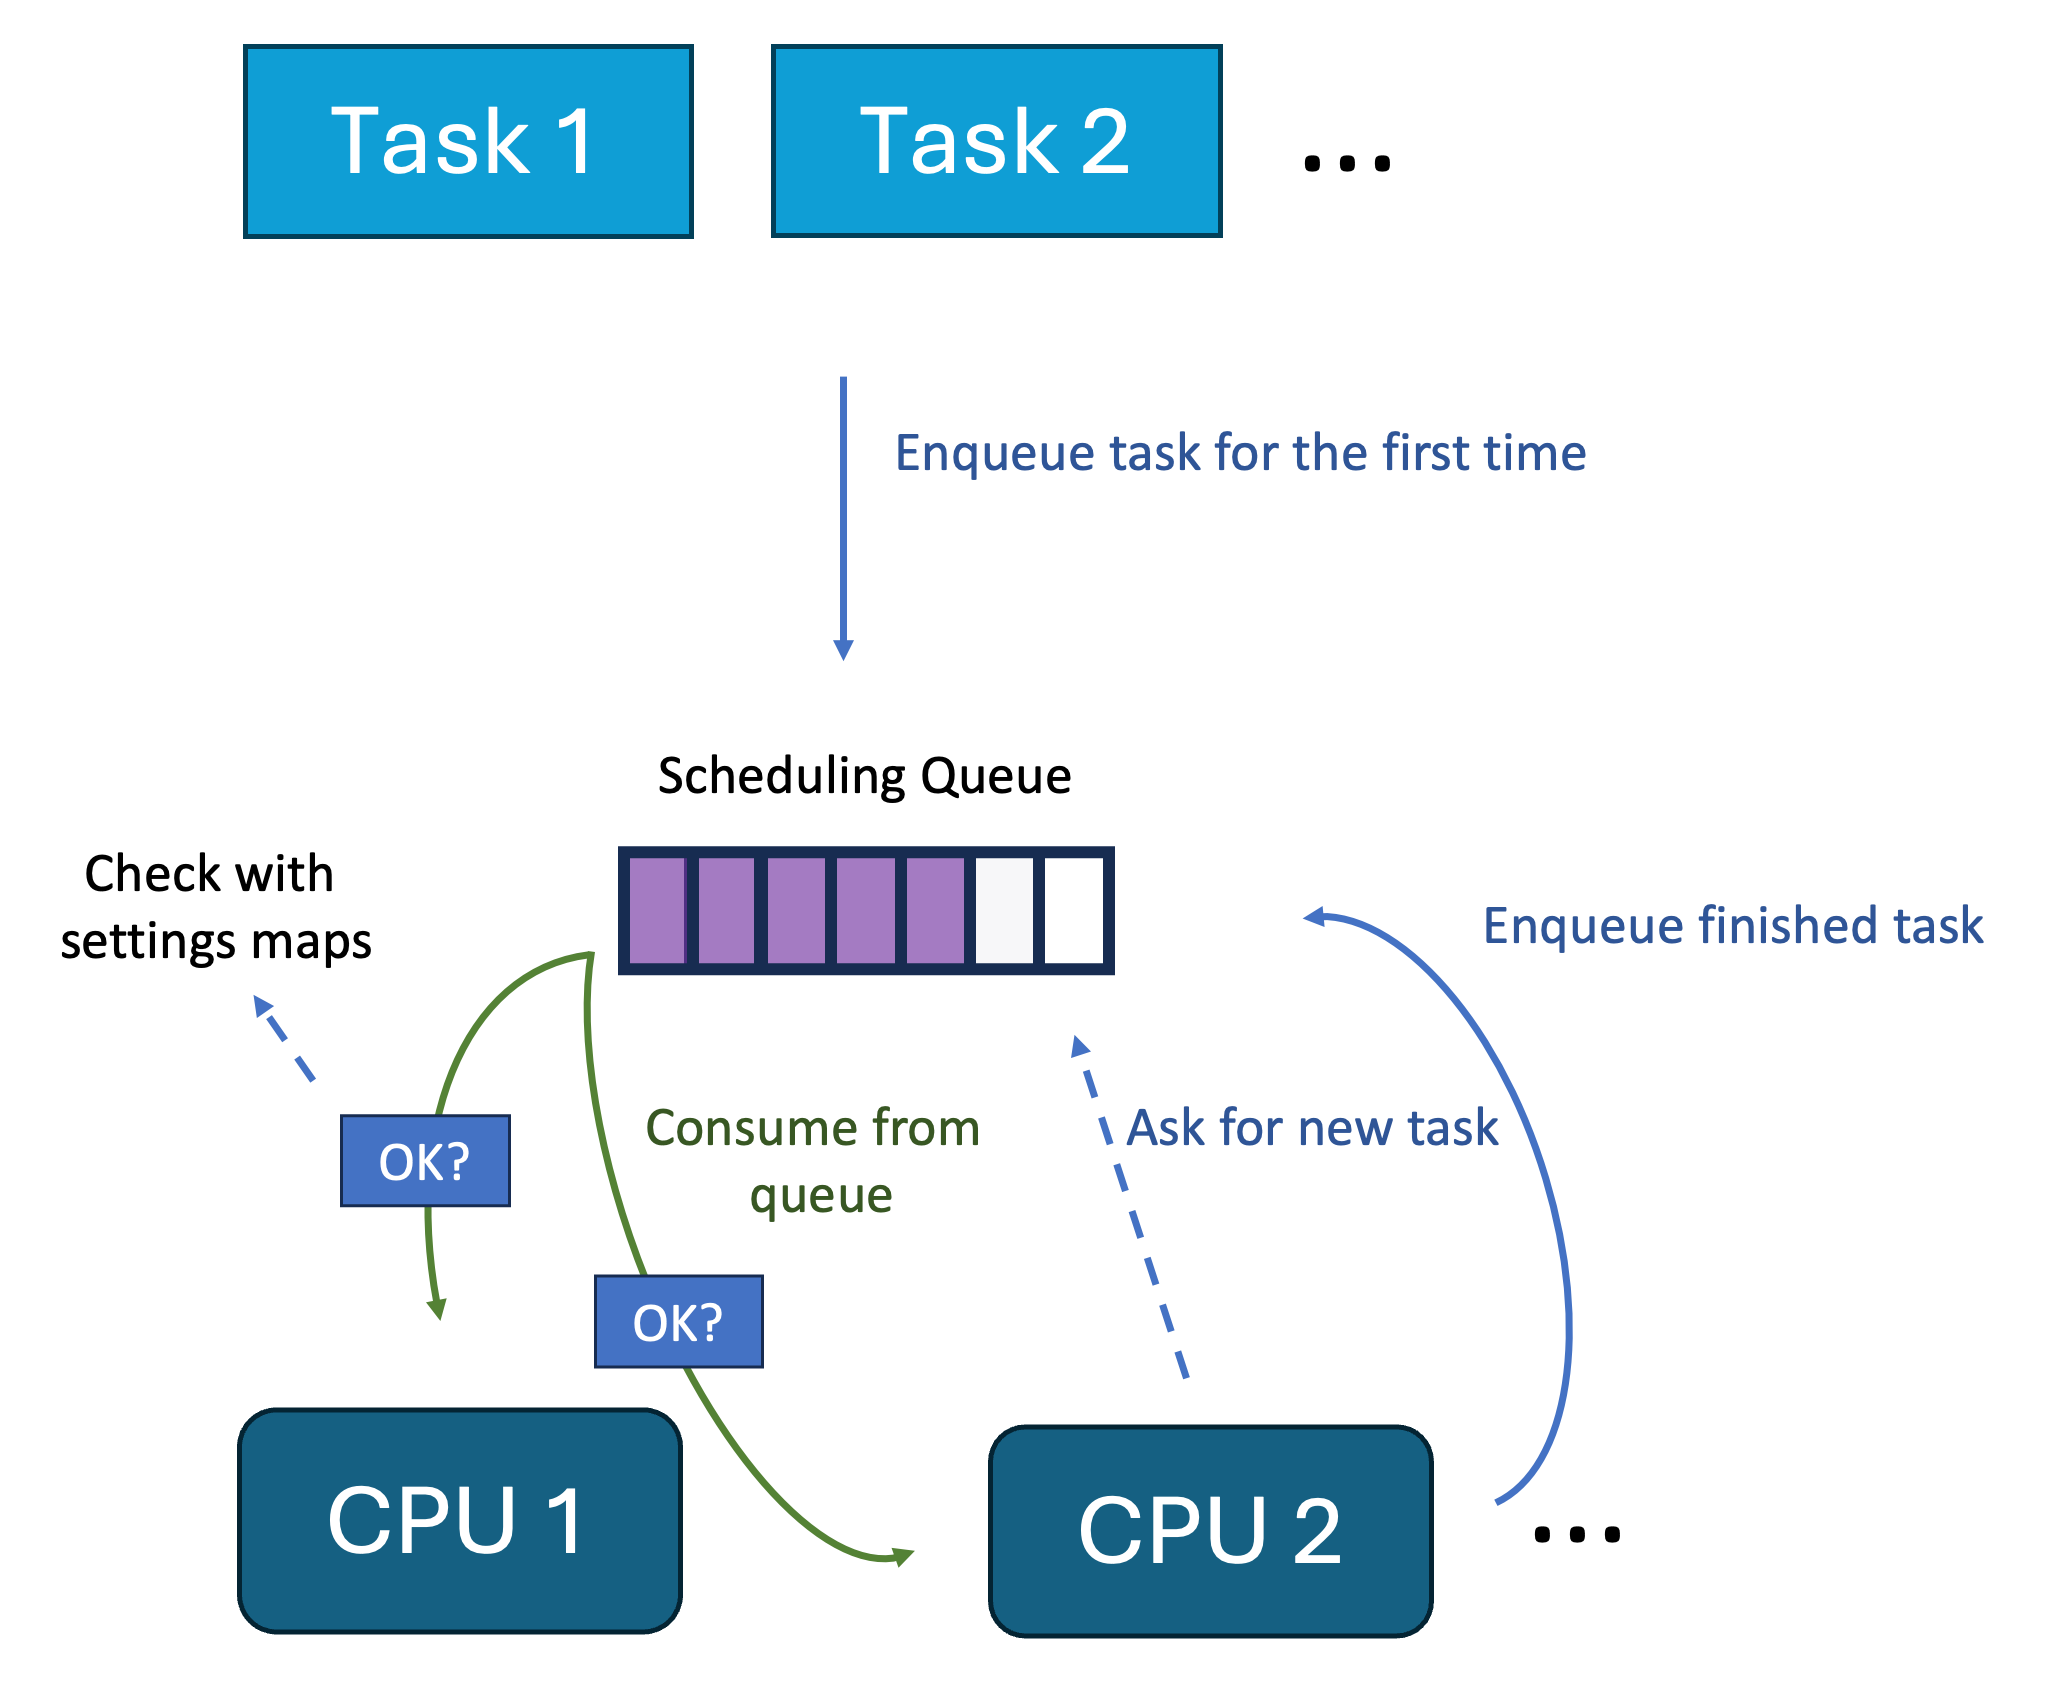 Task 1
Task 2
...
Enqueue task for the first time
Scheduling Queue
Check with
settings maps
Enqueue finished task
OK?
Consume from
queue
Ask for new task
OK?
CPU 1
CPU 2
...